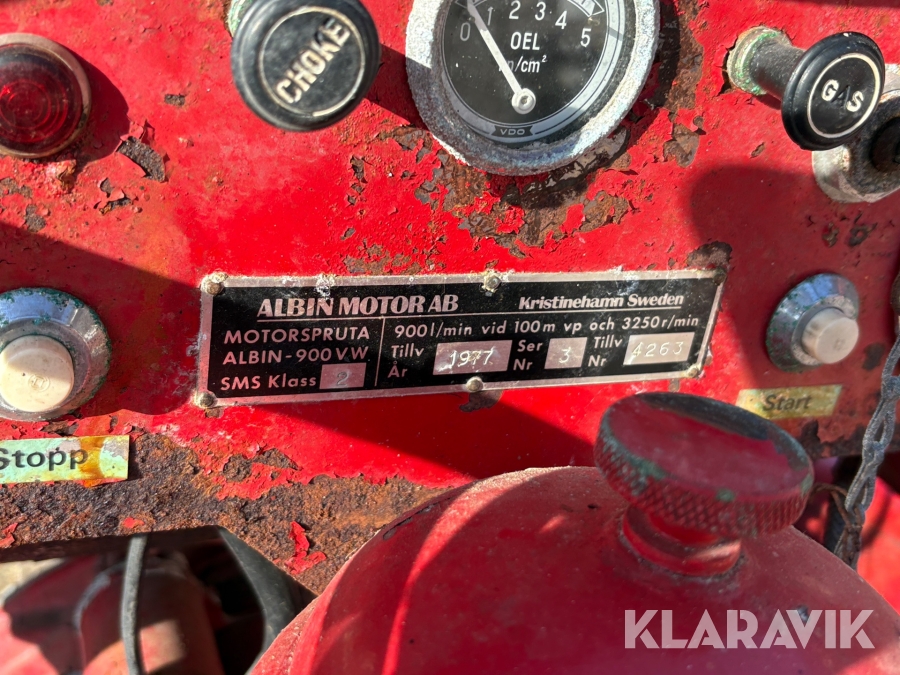 CHOKE
0 1 2 3 4 5
OEL
VDO
GAS
ALBIN MOTOR AB Kristinehamn Sweden
MOTORSPRUTA
ALBIN-900 V.W
SMS Klass 2
900 l/min vid 100m vp och 3250 r/min
Tillv År 1977 Ser Nr 3 Tillv Nr 4263
Stopp
Start
KLARAVIK